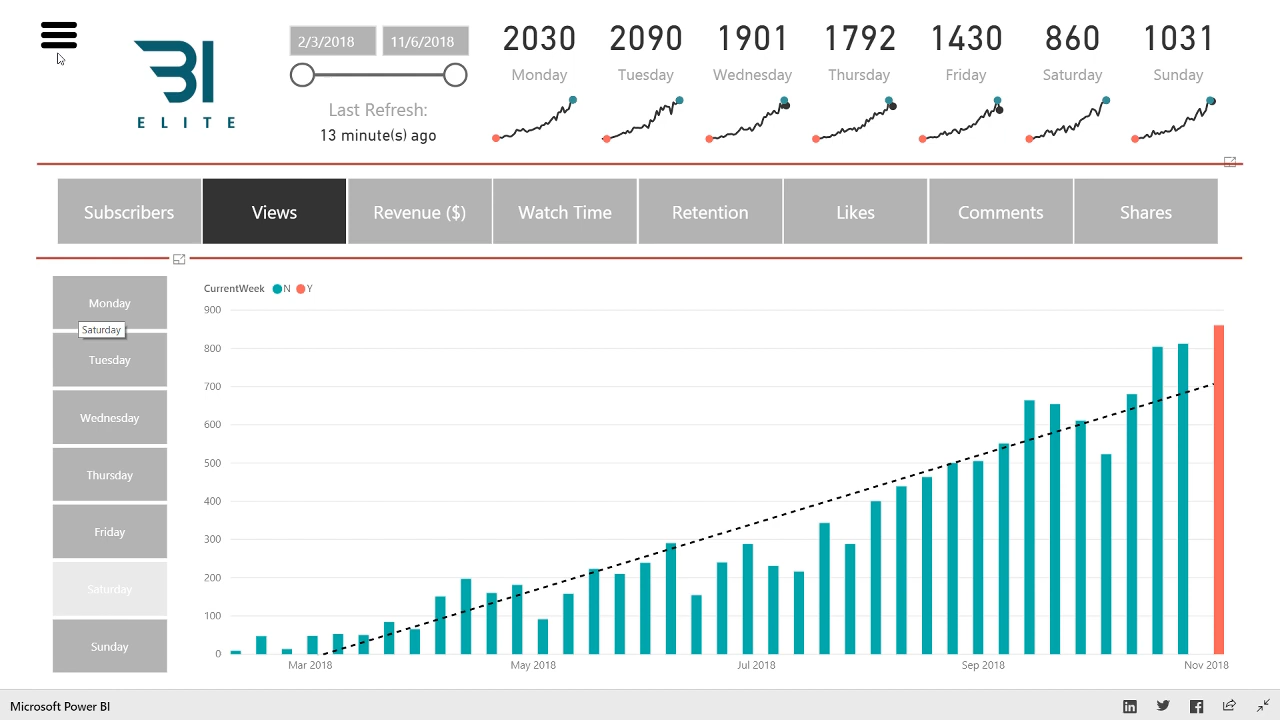 BI
ELITE
2/3/2018 11/6/2018
Last Refresh:
13 minute(s) ago
2030 2090 1901 1792 1430 860 1031
Monday Tuesday Wednesday Thursday Friday Saturday Sunday
Subscribers Views Revenue ($) Watch Time Retention Likes Comments Shares
Monday
Saturday
Tuesday
Wednesday
Thursday
Friday
Saturday
Sunday
CurrentWeek N Y
900
800
700
600
500
400
300
200
100
0
Mar 2018 May 2018 Jul 2018 Sep 2018 Nov 2018
Microsoft Power BI